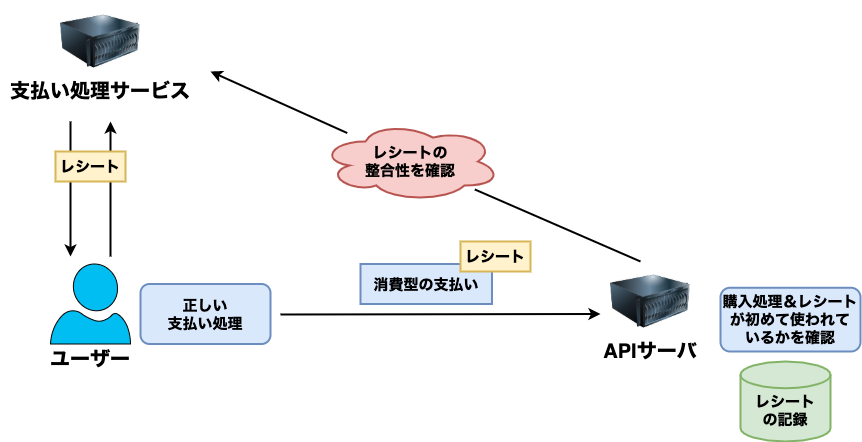 支払い処理サービス
レシート
レシートの
整合性を確認
レシート
消費型の支払い
正しい
支払い処理
ユーザー
APIサーバ
購入処理＆レシート
が初めて使われて
いるかを確認
レシート
の記録